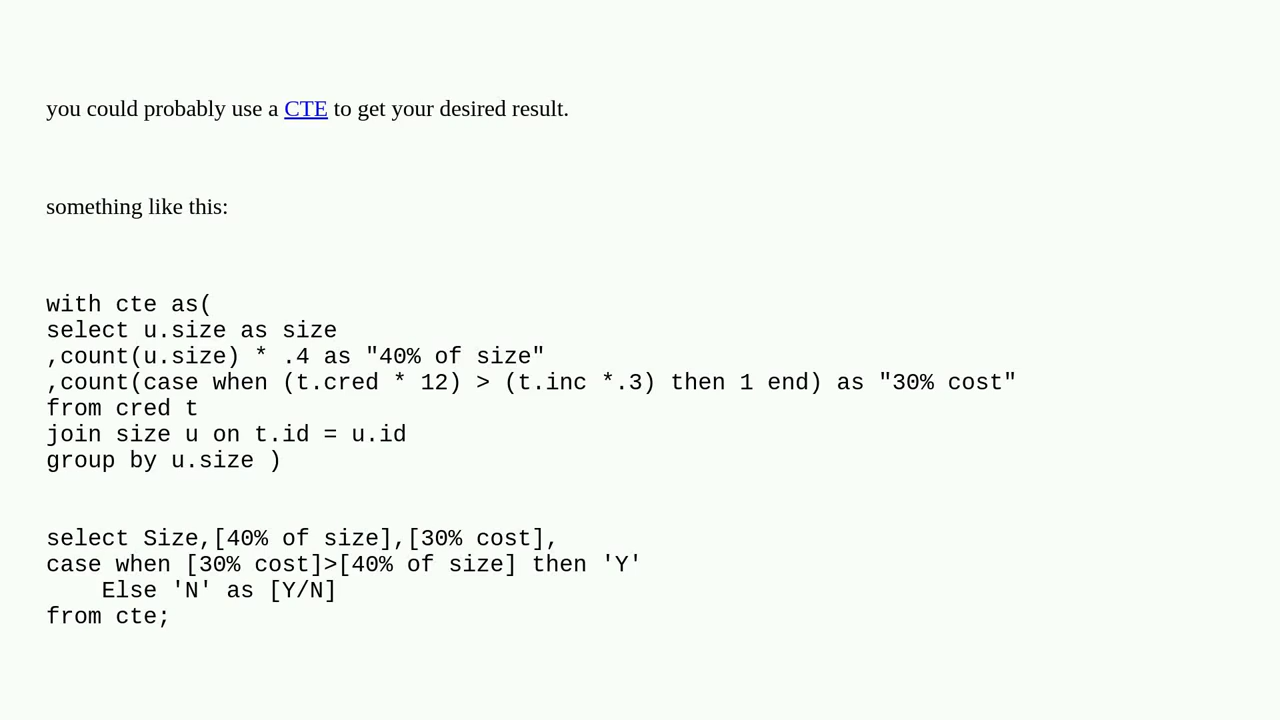 you could probably use a CTE to get your desired result.
something like this:
with cte as(
select u.size as size
,count(u.size) * .4 as "40% of size"
,count(case when (t.cred * 12) > (t.inc *.3) then 1 end) as "30% cost"
from cred t
join size u on t.id = u.id
group by u.size )
select Size,[40% of size],[30% cost],
case when [30% cost]>[40% of size] then 'Y'
    Else 'N' as [Y/N]
from cte;